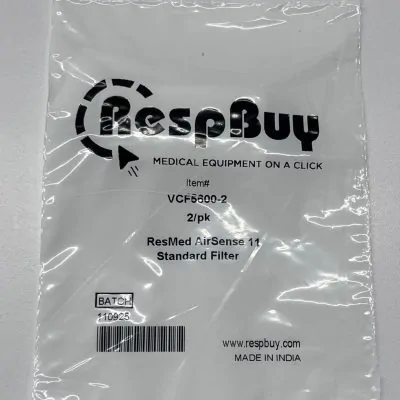 RespBuy
MEDICAL EQUIPMENT ON A CLICK
Item#
VCF5600-2
2/pk
ResMed AirSense 11
Standard Filter
BATCH
110925
www.respbuy.com
MADE IN INDIA